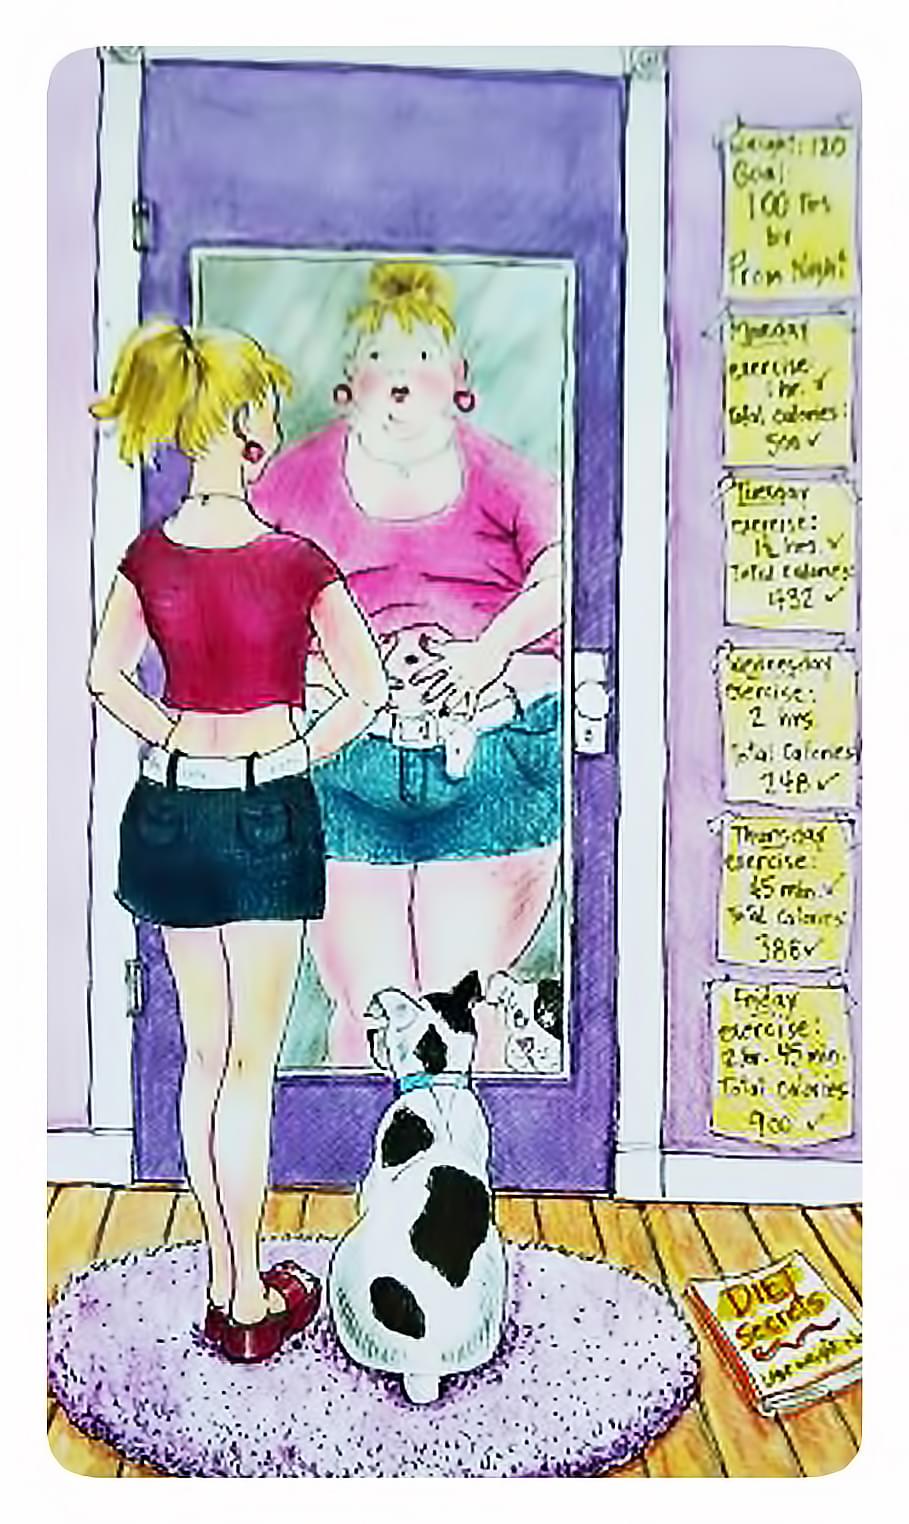 Weight: 120
Goal:
100 lbs
by
Prom Night
Monday
exercise:
1 hr. ✓
Total calories:
500 ✓
Tuesday
exercise:
1½ hrs. ✓
Total Calories:
432 ✓
Wednesday
exercise:
2 hrs
Total Calories
248 ✓
Thursday
exercise:
45 min. ✓
Total Calories
388 ✓
Friday
exercise:
2 hr. 45 min.
Total Calories:
900 ✓
DIET
Secrets